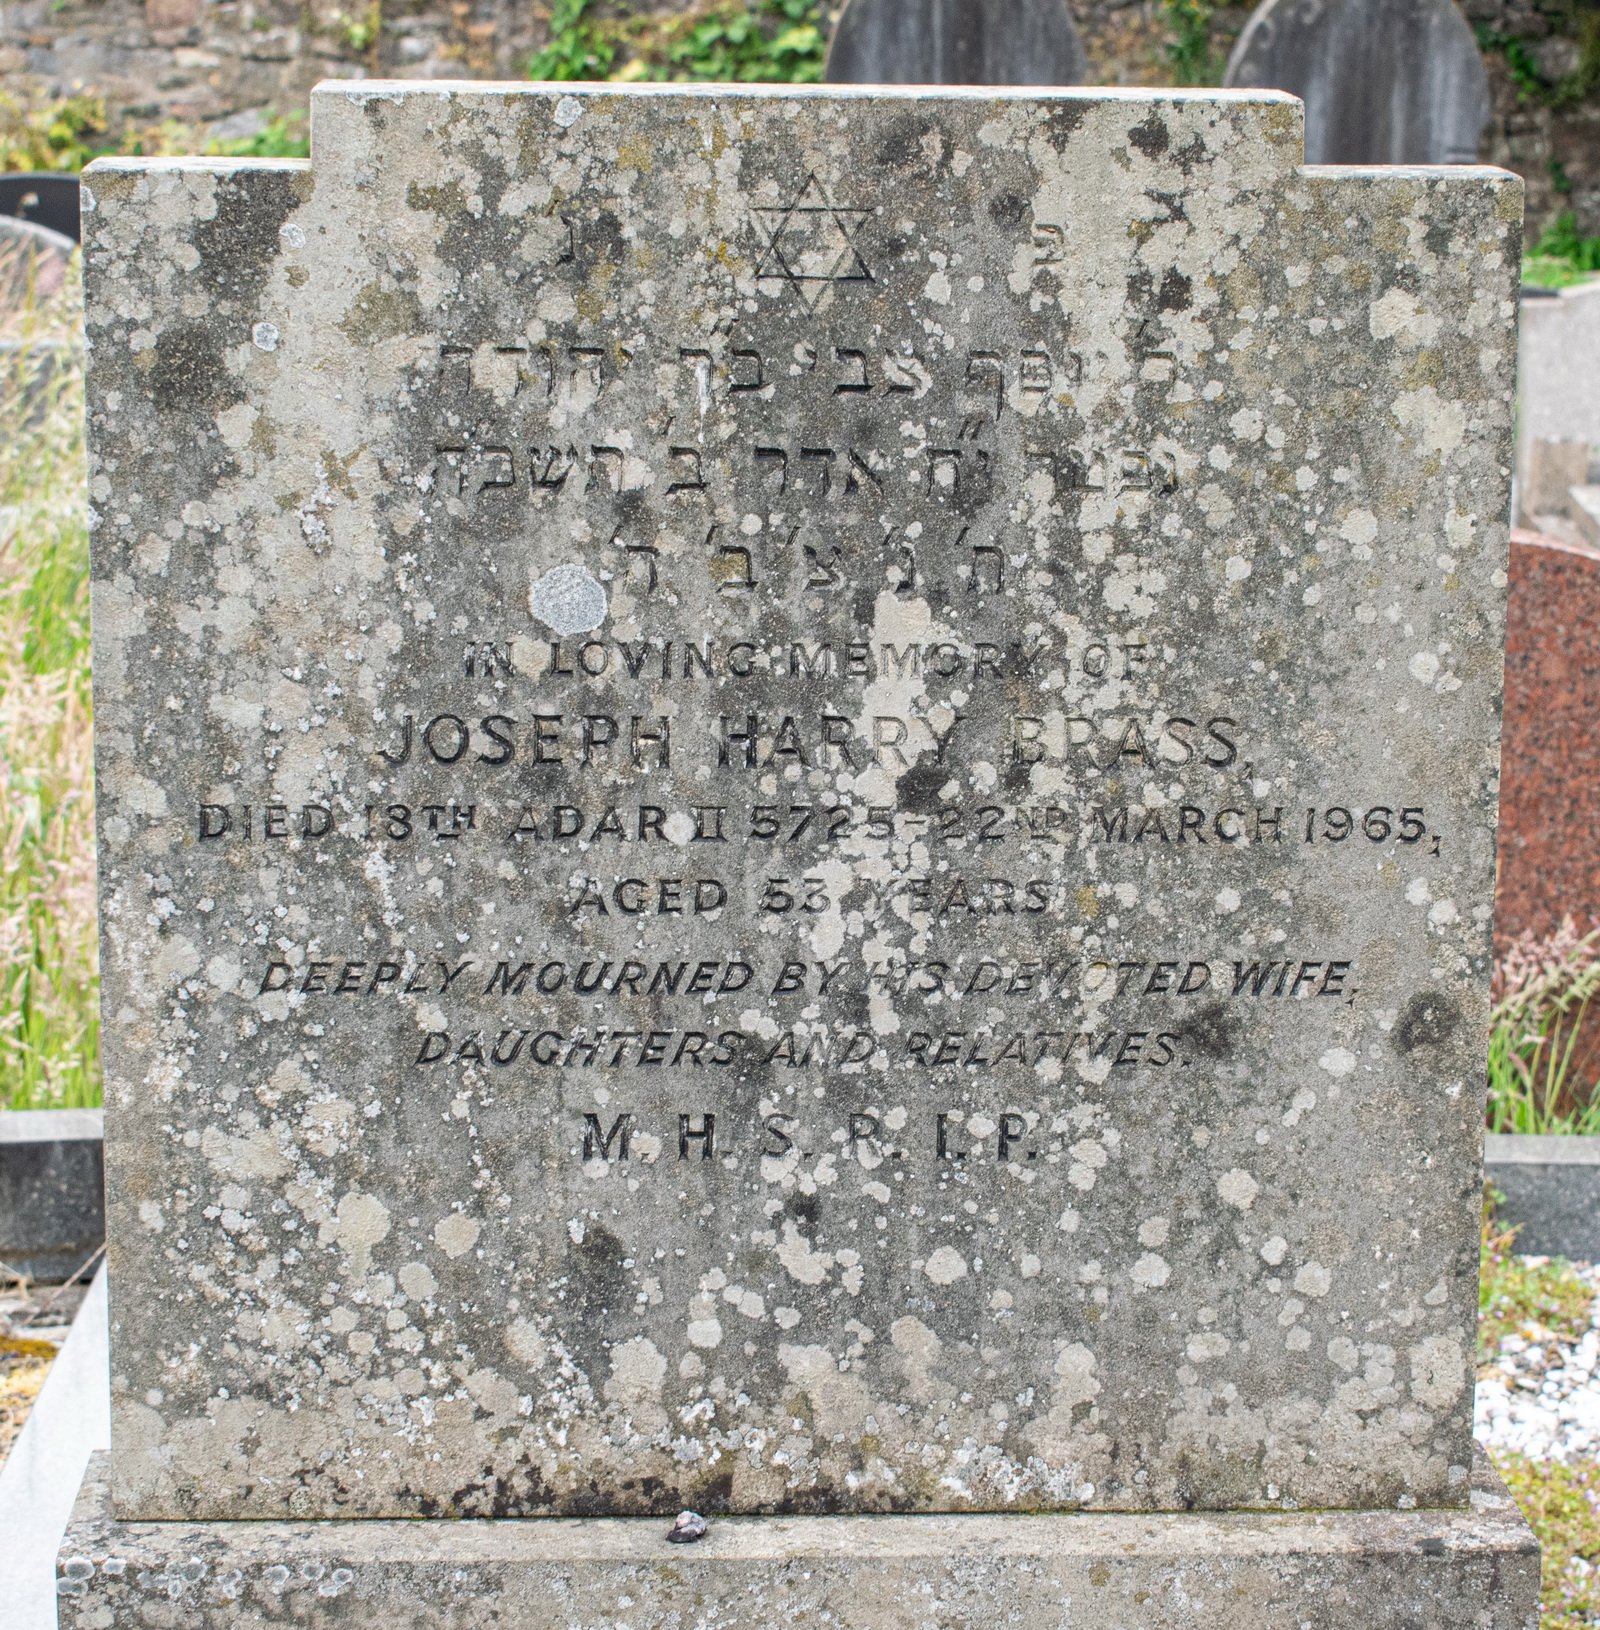 פ נ
ר' יוסף צבי ב"ר יהודה
נפטר י"ח אדר ב' תשכה
ת' נ' צ' ב' ה'
IN LOVING MEMORY OF
JOSEPH HARRY BRASS,
DIED 18TH ADAR II 5725-22ND MARCH 1965,
AGED 53 YEARS
DEEPLY MOURNED BY HIS DEVOTED WIFE,
DAUGHTERS AND RELATIVES.
M. H. S. R. I. P.